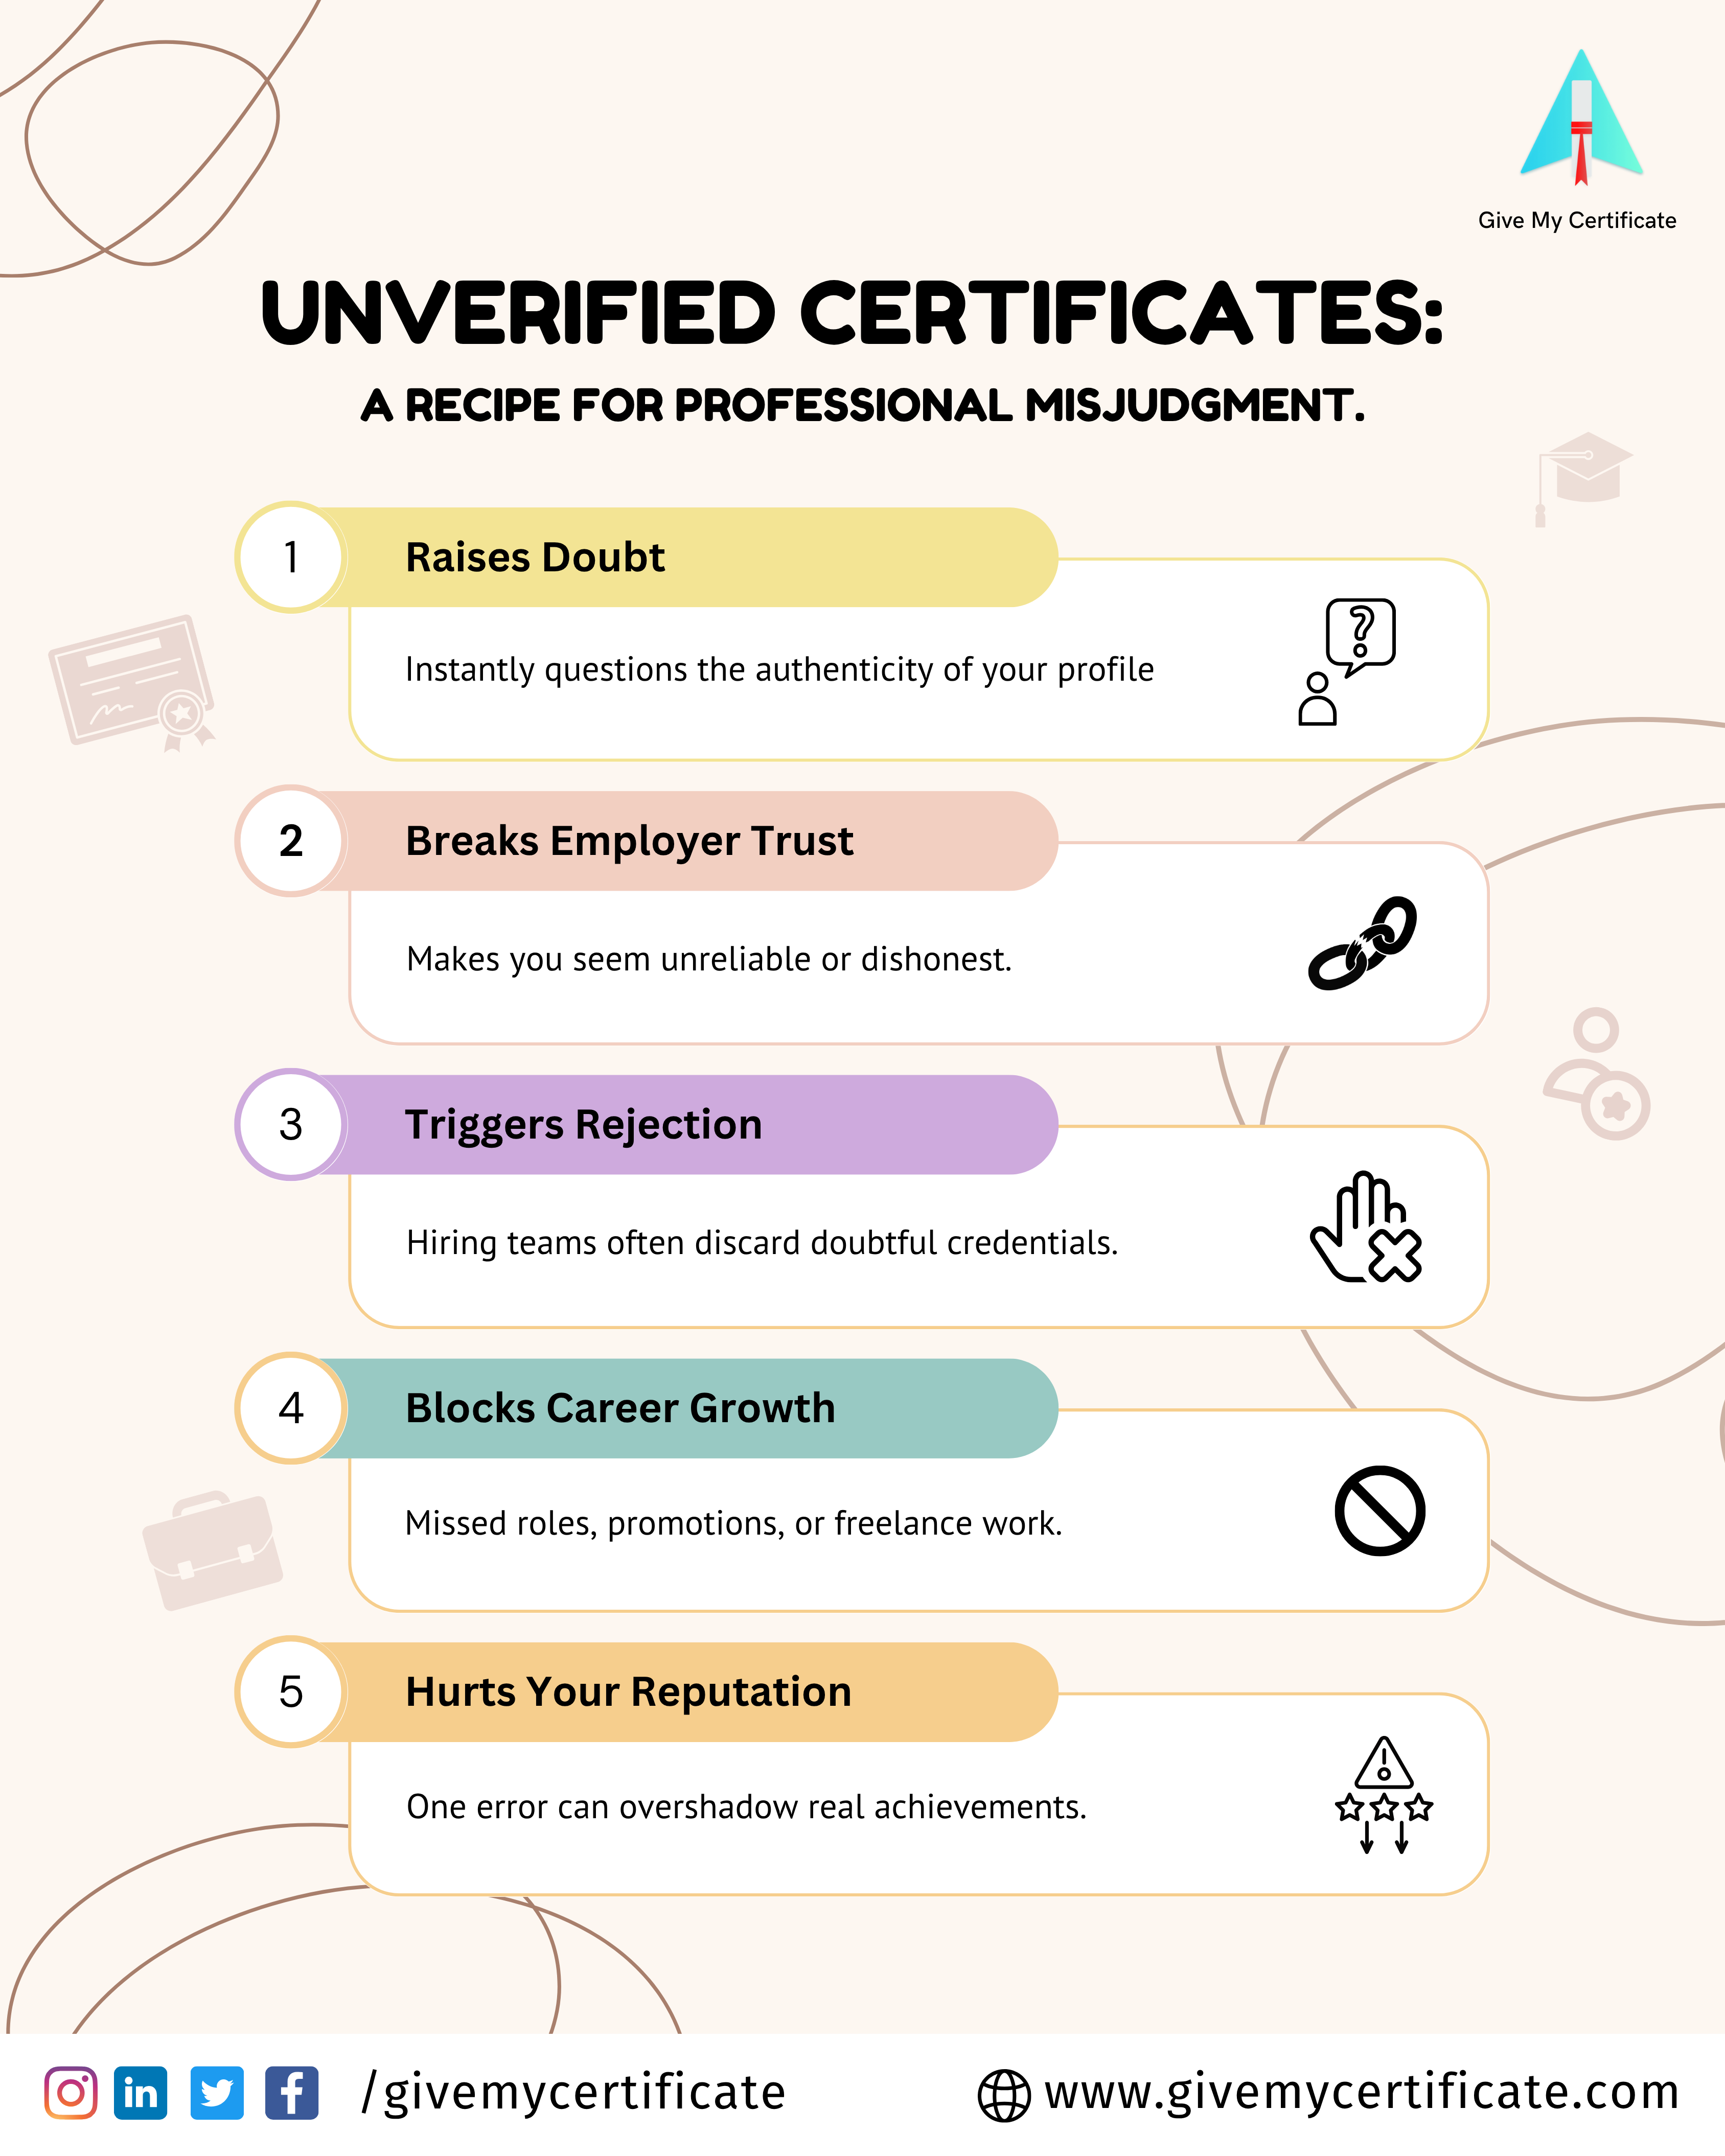 Give My Certificate
UNVERIFIED CERTIFICATES:
A RECIPE FOR PROFESSIONAL MISJUDGMENT.
1
Raises Doubt
Instantly questions the authenticity of your profile
2
Breaks Employer Trust
Makes you seem unreliable or dishonest.
3
Triggers Rejection
Hiring teams often discard doubtful credentials.
4
Blocks Career Growth
Missed roles, promotions, or freelance work.
5
Hurts Your Reputation
One error can overshadow real achievements.
/givemycertificate
www.givemycertificate.com